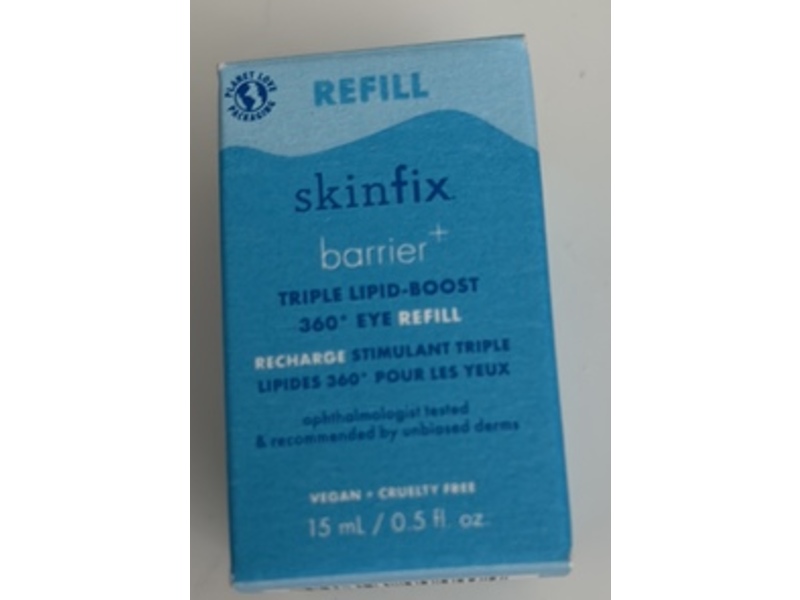 PLANET LOVE
PACKAGING
REFILL
skinfix
barrier+
TRIPLE LIPID-BOOST
360° EYE REFILL
RECHARGE STIMULANT TRIPLE
LIPIDES 360° POUR LES YEUX
ophthalmologist tested
& recommended by unbiased derms
VEGAN • CRUELTY FREE
15 mL / 0.5 fl. oz.